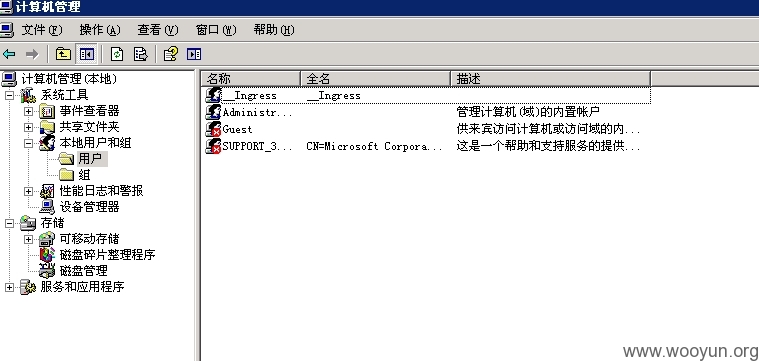 计算机管理
文件(F) 操作(A) 查看(V) 窗口(W) 帮助(H)
计算机管理(本地)
系统工具
事件查看器
共享文件夹
本地用户和组
用户
组
性能日志和警报
设备管理器
存储
可移动存储
磁盘碎片整理程序
磁盘管理
服务和应用程序
名称 全名 描述
__Ingress __Ingress
Administr... 管理计算机(域)的内置帐户
Guest 供来宾访问计算机或访问域的内...
SUPPORT_3... CN=Microsoft Corpora... 这是一个帮助和支持服务的提供...
www.wooyun.org